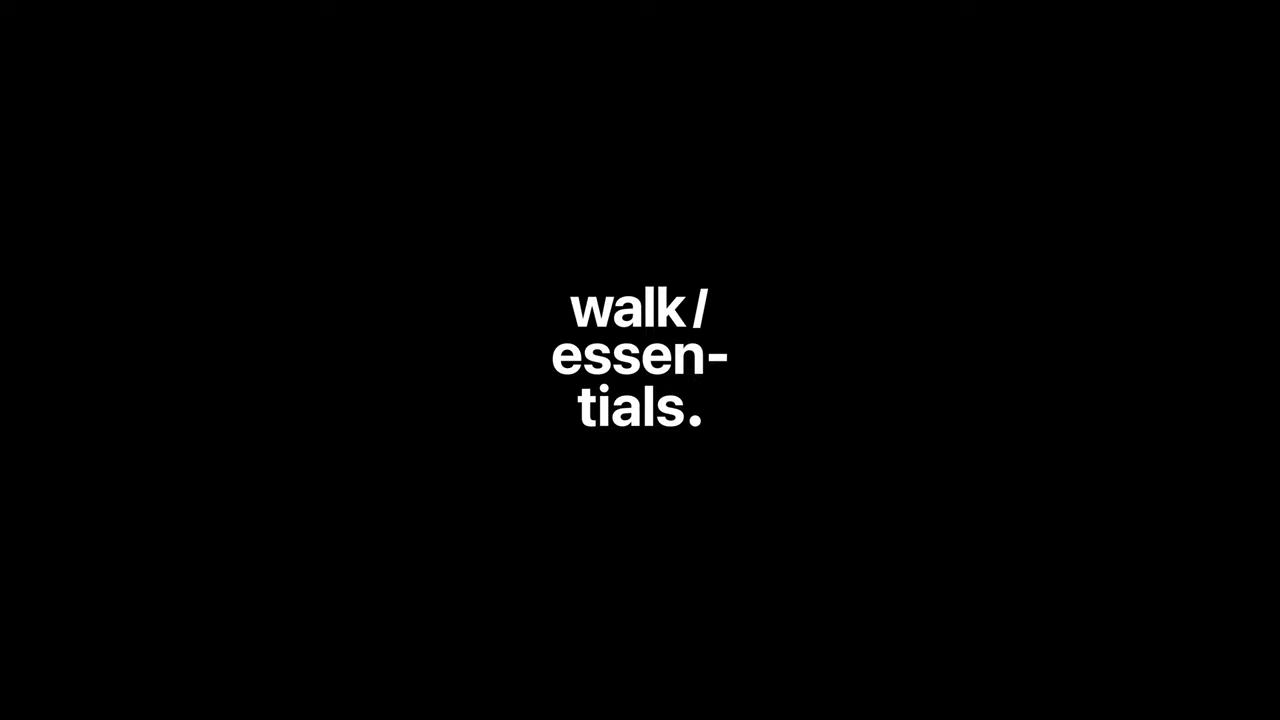 walk/
essen-
tials.